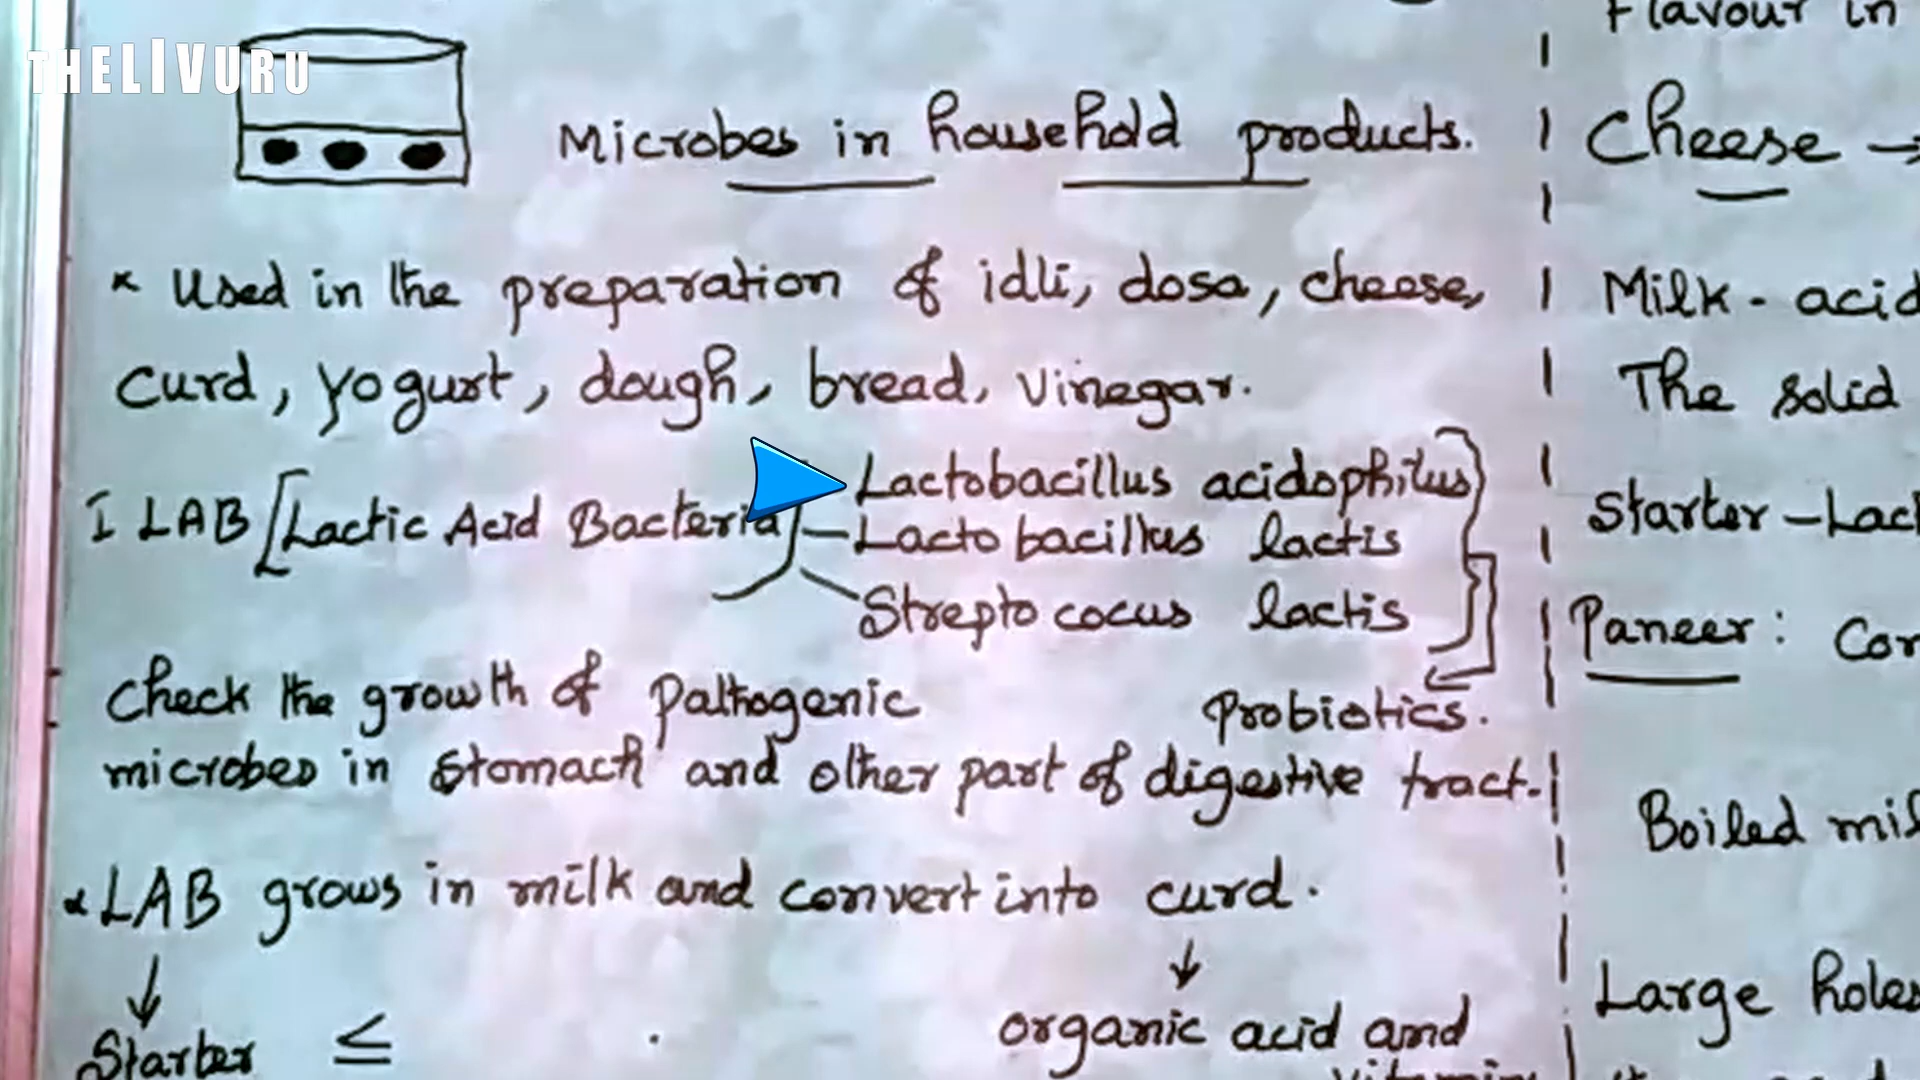 THELIVURU
Microbes in household products.
* Used in the preparation of idli, dosa, cheese,
curd, yogurt, dough, bread, vinegar.
I LAB [Lactic Acid Bacteria]
Lactobacillus acidophilus
Lactobacillus lactis
Streptococus lactis
Probiotics.
Check the growth of Pathogenic
microbes in stomach and other part of digestive tract.
* LAB grows in milk and convert into curd.
↓ ↓
Starter ≤ organic acid and
Flavour in
Cheese →
Milk - acid
The solid
Starter - Lact
Paneer : Con
Boiled mil
Large holes